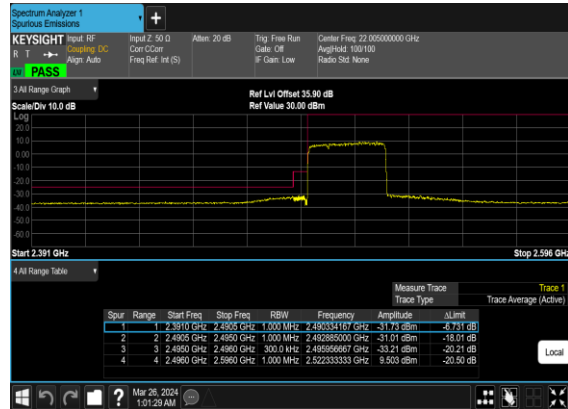 Spectrum Analyzer 1
Spurious Emissions
+
KEYSIGHT Input: RF Input Z: 50 Ω Atten: 20 dB Trig: Free Run Center Freq: 22.005000000 GHz
R T Coupling: DC Corr CCorr Gate: Off Avg|Hold: 100/100
Align: Auto Freq Ref: Int (S) IF Gain: Low Radio Std: None
PASS
3 All Range Graph
Ref Lvl Offset 35.90 dB
Scale/Div 10.0 dB Ref Value 30.00 dBm
Log
20.0
10.0
0.00
-10.0
-20.0
-30.0
-40.0
-50.0
-60.0
Start 2.391 GHz Stop 2.596 GHz
4 All Range Table
Measure Trace Trace 1
Trace Type Trace Average (Active)
Spur Range Start Freq Stop Freq RBW Frequency Amplitude ΔLimit
1 1 2.3910 GHz 2.4905 GHz 1.000 MHz 2.490334167 GHz -31.73 dBm -6.731 dB
2 2 2.4905 GHz 2.4950 GHz 1.000 MHz 2.492885000 GHz -31.01 dBm -18.01 dB
3 3 2.4950 GHz 2.4960 GHz 300.0 kHz 2.495956667 GHz -33.21 dBm -20.21 dB
4 4 2.4960 GHz 2.5960 GHz 1.000 MHz 2.522333333 GHz 9.503 dBm -20.50 dB
Local
? Mar 26, 2024
1:01:29 AM